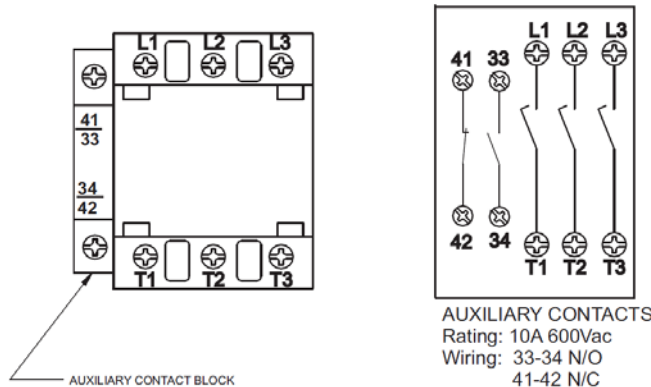 L1 L2 L3
41
33
34
42
T1 T2 T3
AUXILIARY CONTACT BLOCK
41 33 L1 L2 L3
42 34 T1 T2 T3
AUXILIARY CONTACTS
Rating: 10A 600Vac
Wiring: 33-34 N/O
41-42 N/C